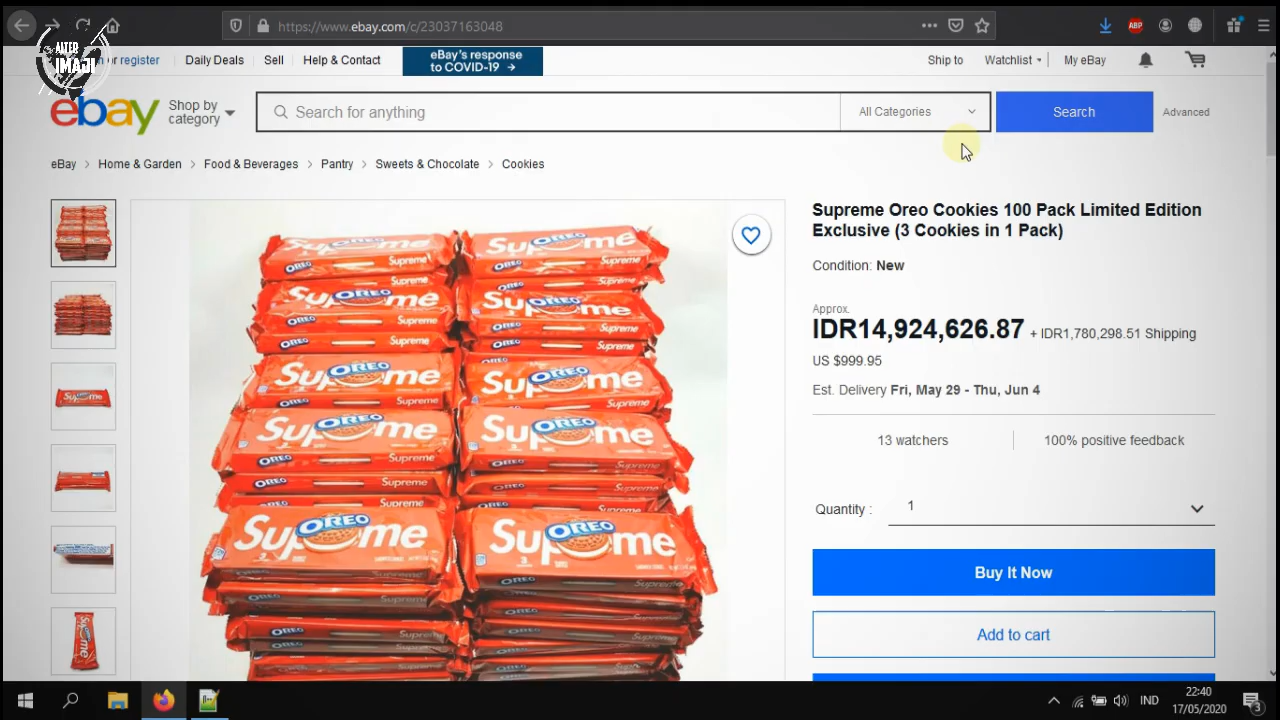 https://www.ebay.com/c/23037163048
ABP
ALTER
IMAJI
n or register
Daily Deals
Sell
Help & Contact
eBay's response
to COVID-19 →
Ship to
Watchlist
My eBay
ebay
Shop by
category
Search for anything
All Categories
Search
Advanced
eBay > Home & Garden > Food & Beverages > Pantry > Sweets & Chocolate > Cookies
Supreme Oreo Cookies 100 Pack Limited Edition
Exclusive (3 Cookies in 1 Pack)
Condition: New
Approx.
IDR14,924,626.87 + IDR1,780,298.51 Shipping
US $999.95
Est. Delivery Fri, May 29 - Thu, Jun 4
13 watchers
100% positive feedback
Quantity : 1
Buy It Now
Add to cart
Supreme
OREO
IND
22:40
17/05/2020
3